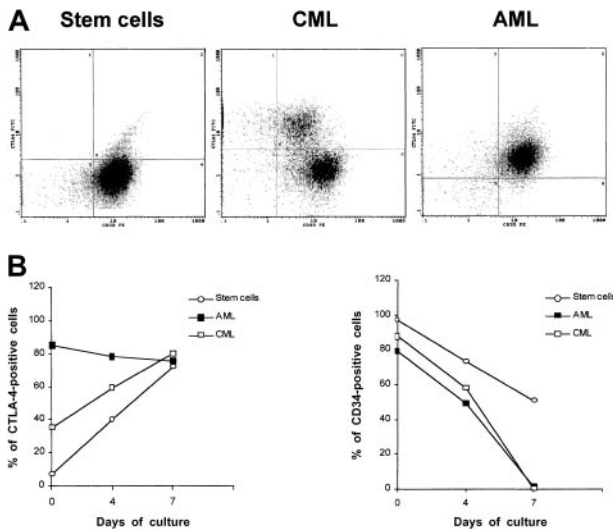 A
Stem cells
CML
AML
B
% of CTLA-4-positive cells
120
100
80
60
40
20
0
0 4 7
Days of culture
Stem cells
AML
CML
% of CD34-positive cells
120
100
80
60
40
20
0
0 4 7
Days of culture
Stem cells
AML
CML